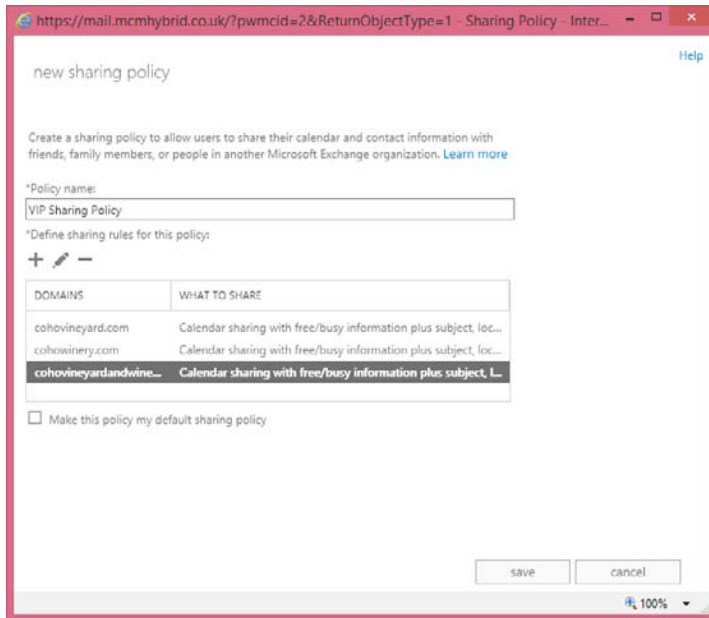 https://mail.mcmhybrid.co.uk/?pwmcid=2&ReturnObjectType=1 - Sharing Policy - Inter...
Help
new sharing policy
Create a sharing policy to allow users to share their calendar and contact information with
friends, family members, or people in another Microsoft Exchange organization. Learn more
*Policy name:
VIP Sharing Policy
*Define sharing rules for this policy:
DOMAINS WHAT TO SHARE
cohovineyard.com Calendar sharing with free/busy information plus subject, loc...
cohowinery.com Calendar sharing with free/busy information plus subject, loc...
cohovineyardandwine... Calendar sharing with free/busy information plus subject, l...
Make this policy my default sharing policy
save cancel
100%